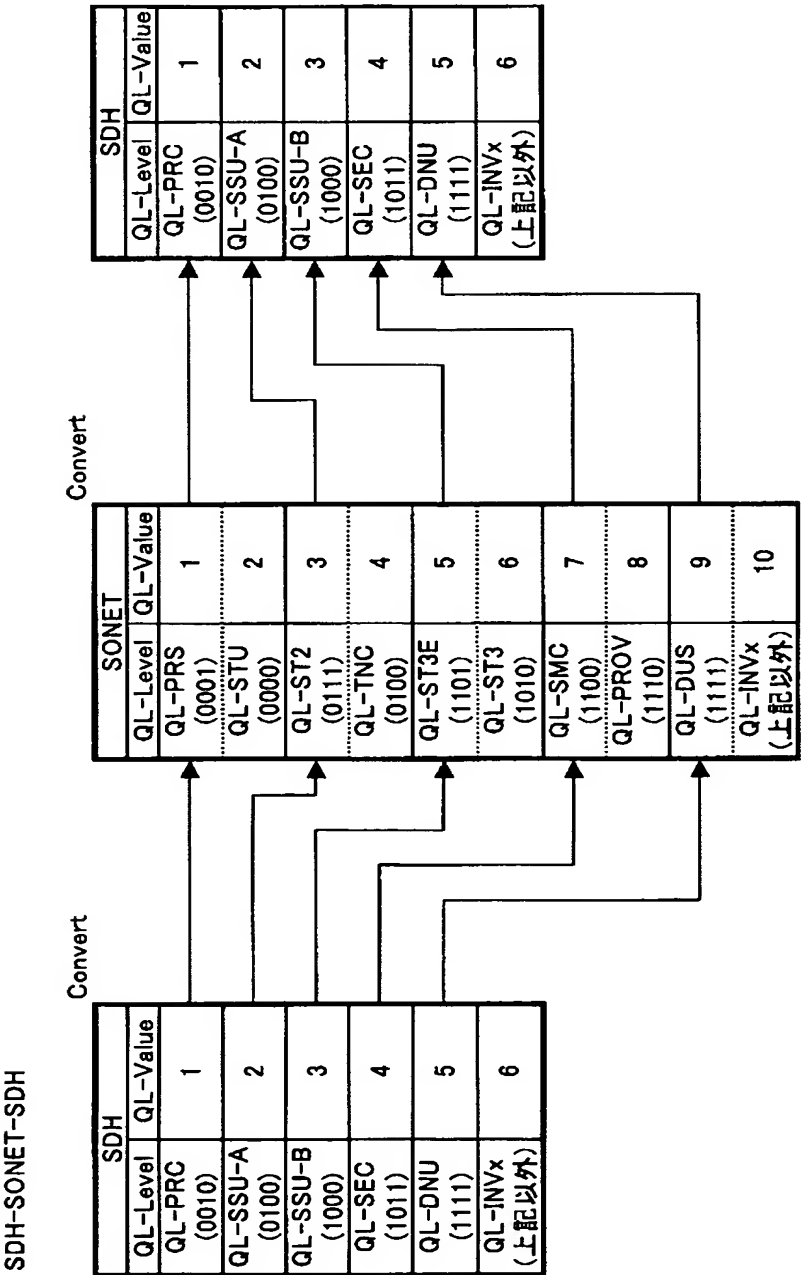 SDH-SONET-SDH
SDH
QL-Level QL-Value
QL-PRC
(0010) 1
QL-SSU-A
(0100) 2
QL-SSU-B
(1000) 3
QL-SEC
(1011) 4
QL-DNU
(1111) 5
QL-INVx
(上記以外) 6
Convert
SONET
QL-Level QL-Value
QL-PRS
(0001) 1
QL-STU
(0000) 2
QL-ST2
(0111) 3
QL-TNC
(0100) 4
QL-ST3E
(1101) 5
QL-ST3
(1010) 6
QL-SMC
(1100) 7
QL-PROV
(1110) 8
QL-DUS
(1111) 9
QL-INVx
(上記以外) 10
Convert
SDH
QL-Level QL-Value
QL-PRC
(0010) 1
QL-SSU-A
(0100) 2
QL-SSU-B
(1000) 3
QL-SEC
(1011) 4
QL-DNU
(1111) 5
QL-INVx
(上記以外) 6